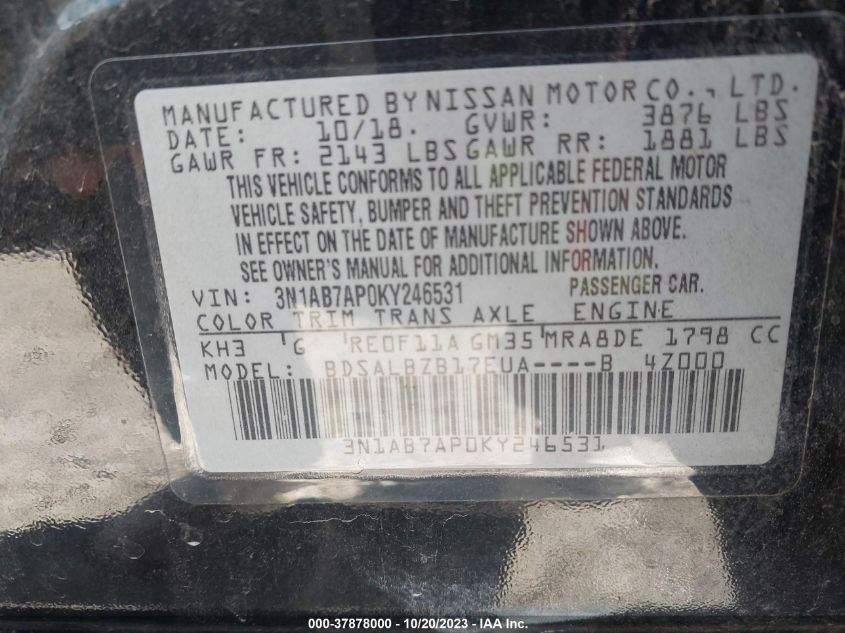 MANUFACTURED BY NISSAN MOTOR CO., LTD.
DATE: 10/18. GVWR: 3876 LBS
GAWR FR: 2143 LBS GAWR RR: 1881 LBS
THIS VEHICLE CONFORMS TO ALL APPLICABLE FEDERAL MOTOR
VEHICLE SAFETY, BUMPER AND THEFT PREVENTION STANDARDS
IN EFFECT ON THE DATE OF MANUFACTURE SHOWN ABOVE.
SEE OWNER'S MANUAL FOR ADDITIONAL INFORMATION.
VIN: 3N1AB7AP0KY246531 PASSENGER CAR.
COLOR TRIM TRANS AXLE ENGINE
KH3 'G 'RE0F11A GM35 'MRA8DE 1798 CC
MODEL: BDSALBZB17EUA----B 4Z000
3N1AB7AP0KY246531
000-37878000 - 10/20/2023 - IAA Inc.